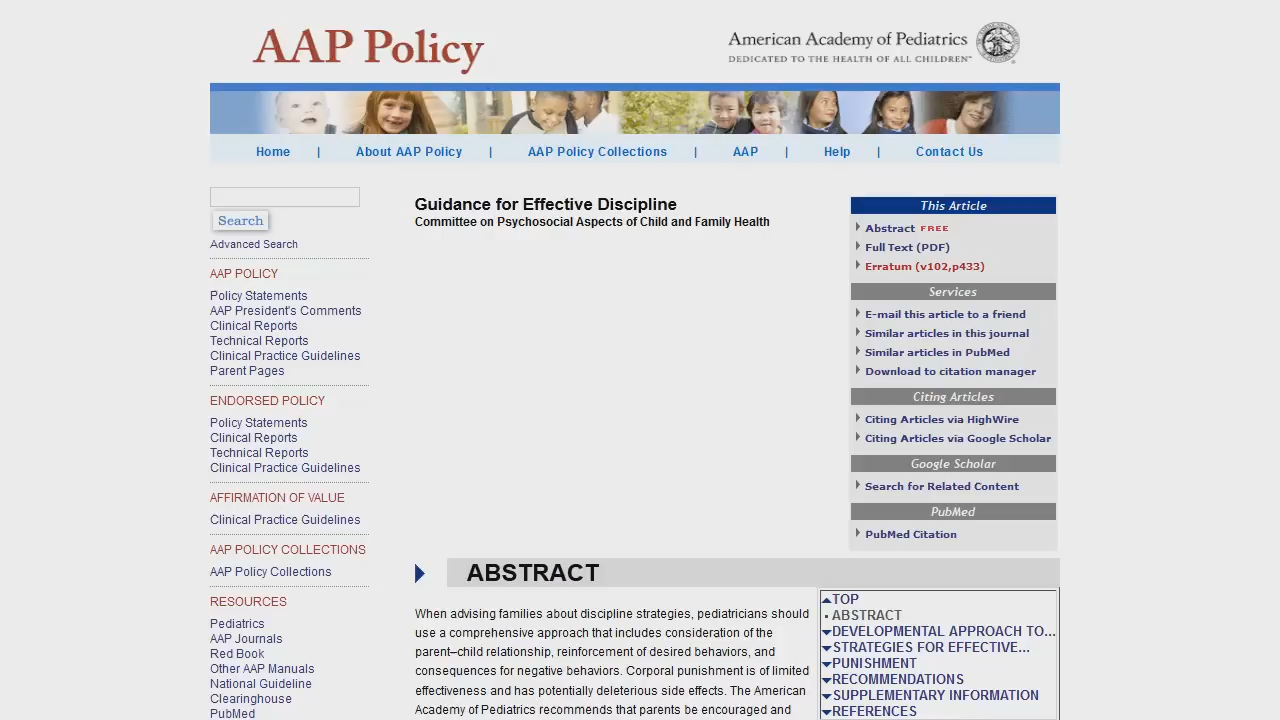 AAP Policy
American Academy of Pediatrics
DEDICATED TO THE HEALTH OF ALL CHILDREN™
Home | About AAP Policy | AAP Policy Collections | AAP | Help | Contact Us
Search
Advanced Search
AAP POLICY
Policy Statements
AAP President's Comments
Clinical Reports
Technical Reports
Clinical Practice Guidelines
Parent Pages
ENDORSED POLICY
Policy Statements
Clinical Reports
Technical Reports
Clinical Practice Guidelines
AFFIRMATION OF VALUE
Clinical Practice Guidelines
AAP POLICY COLLECTIONS
AAP Policy Collections
RESOURCES
Pediatrics
AAP Journals
Red Book
Other AAP Manuals
National Guideline
Clearinghouse
PubMed
Guidance for Effective Discipline
Committee on Psychosocial Aspects of Child and Family Health
This Article
Abstract FREE
Full Text (PDF)
Erratum (v102,p433)
Services
E-mail this article to a friend
Similar articles in this journal
Similar articles in PubMed
Download to citation manager
Citing Articles
Citing Articles via HighWire
Citing Articles via Google Scholar
Google Scholar
Search for Related Content
PubMed
PubMed Citation
ABSTRACT
When advising families about discipline strategies, pediatricians should
use a comprehensive approach that includes consideration of the
parent–child relationship, reinforcement of desired behaviors, and
consequences for negative behaviors. Corporal punishment is of limited
effectiveness and has potentially deleterious side effects. The American
Academy of Pediatrics recommends that parents be encouraged and
TOP
ABSTRACT
DEVELOPMENTAL APPROACH TO...
STRATEGIES FOR EFFECTIVE...
PUNISHMENT
RECOMMENDATIONS
SUPPLEMENTARY INFORMATION
REFERENCES